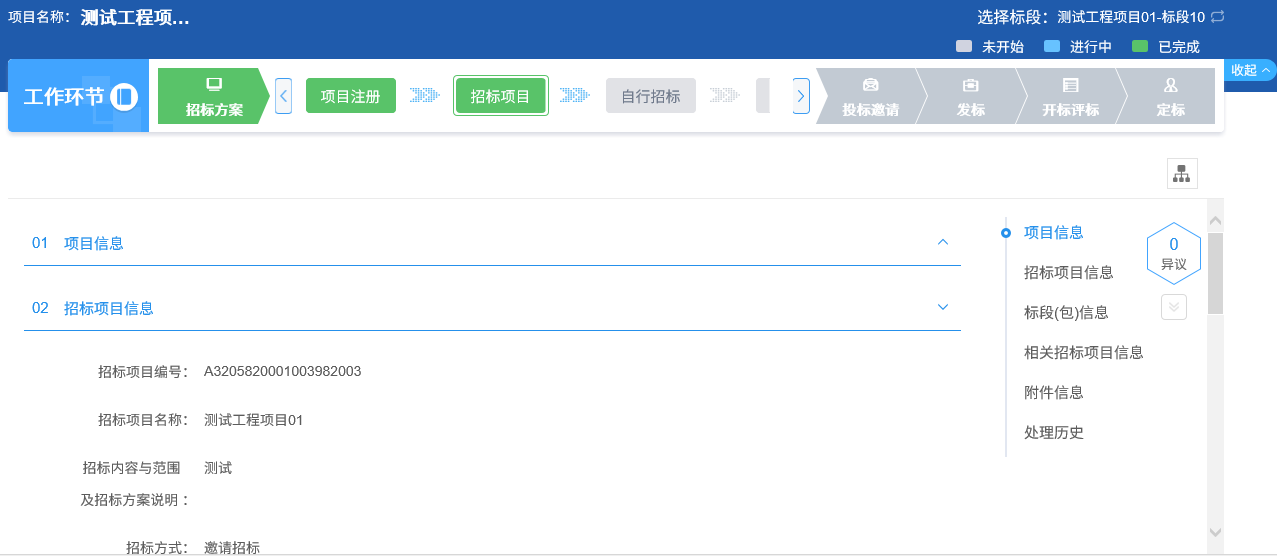 项目名称： 测试工程项...
选择标段：测试工程项目01-标段10
未开始 进行中 已完成
收起
工作环节
招标方案
项目注册
招标项目
自行招标
投标邀请
发标
开标评标
定标
01 项目信息
02 招标项目信息
招标项目编号： A3205820001003982003
招标项目名称： 测试工程项目01
招标内容与范围 测试
及招标方案说明：
招标方式： 邀请招标
项目信息
招标项目信息
标段(包)信息
相关招标项目信息
附件信息
处理历史
0
异议